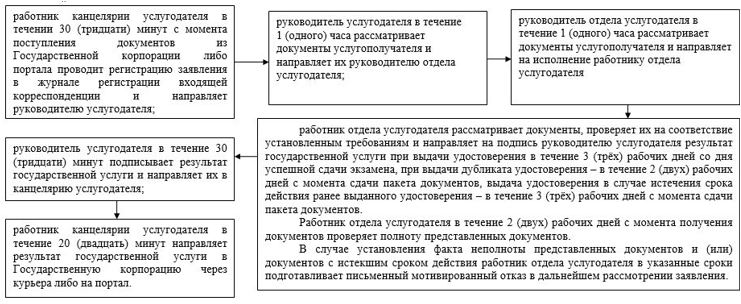 работник канцелярии услугодателя в
течении 30 (тридцати) минут с момента
поступления документов из
Государственной корпорации либо
портала проводит регистрацию заявления
в журнале регистрации входящей
корреспонденции и направляет
руководителю услугодателя;
руководитель услугодателя в течение
1 (одного) часа рассматривает
документы услугополучателя и
направляет их руководителю отдела
услугодателя;
руководитель отдела услугодателя в
течение 1 (одного) часа рассматривает
документы услугополучателя и направляет
на исполнение работнику отдела
услугодателя
работник отдела услугодателя рассматривает документы, проверяет их на соответствие
установленным требованиям и направляет на подпись руководителю услугодателя результат
государственной услуги при выдачи удостоверения в течение 3 (трёх) рабочих дней со дня
успешной сдачи экзамена, при выдачи дубликата удостоверения – в течение 2 (двух) рабочих
дней с момента сдачи пакета документов, выдача удостоверения в случае истечения срока
действия ранее выданного удостоверения – в течение 3 (трёх) рабочих дней с момента сдачи
пакета документов.
Работник отдела услугодателя в течение 2 (двух) рабочих дней с момента получения
документов проверяет полноту представленных документов.
В случае установления факта неполноты представленных документов и (или)
документов с истекшим сроком действия работник отдела услугодателя в указанные сроки
подготавливает письменный мотивированный отказ в дальнейшем рассмотрении заявления.
руководитель услугодателя в течение 30
(тридцати) минут подписывает результат
государственной услуги и направляет их в
канцелярию услугодателя;
работник канцелярии услугодателя в
течение 20 (двадцать) минут направляет
результат государственной услуги в
Государственную корпорацию через
курьера либо на портал.